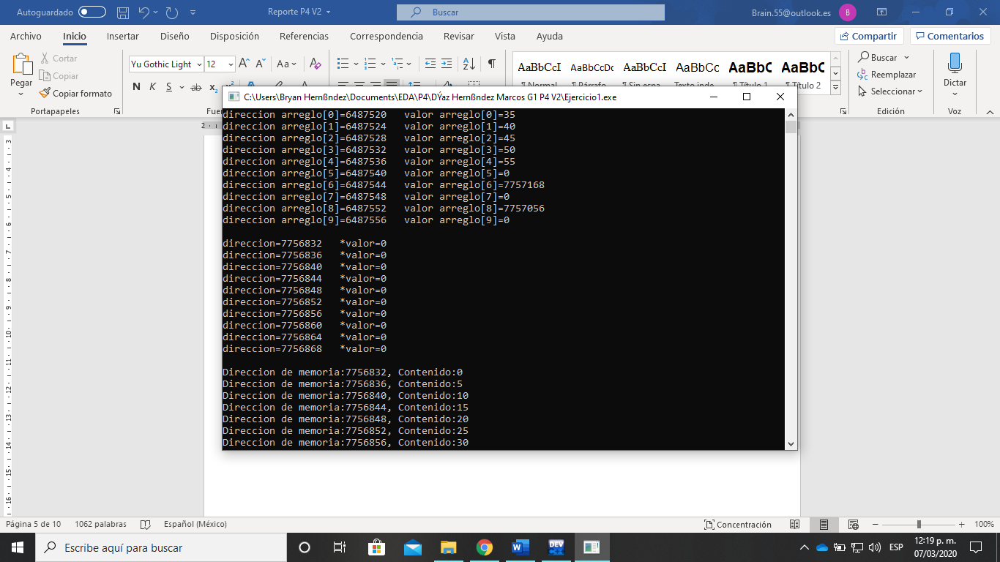 Autoguardado
Reporte P4 V2
Buscar
Brain.55@outlook.es
B
Archivo Inicio Insertar Diseño Disposición Referencias Correspondencia Revisar Vista Ayuda
Compartir Comentarios
Pegar
Cortar
Copiar
Copiar formato
Portapapeles
Yu Gothic Light 12
N K S ab x
AaBbCcI AaBbCcDc AaBbCcI AaBbCc AaBbC AaBbCc
¶ Normal ¶ Párrafo ¶ Sin espa... Texto inde... ¶ Título 1 ¶ Título 2
Buscar
Reemplazar
Seleccionar
Edición
Dictar
Voz
C:\Users\Bryan Hernßndez\Documents\EDA\P4\DÝaz Hernßndez Marcos G1 P4 V2\Ejercicio1.exe
direccion arreglo[0]=6487520 valor arreglo[0]=35
direccion arreglo[1]=6487524 valor arreglo[1]=40
direccion arreglo[2]=6487528 valor arreglo[2]=45
direccion arreglo[3]=6487532 valor arreglo[3]=50
direccion arreglo[4]=6487536 valor arreglo[4]=55
direccion arreglo[5]=6487540 valor arreglo[5]=0
direccion arreglo[6]=6487544 valor arreglo[6]=7757168
direccion arreglo[7]=6487548 valor arreglo[7]=0
direccion arreglo[8]=6487552 valor arreglo[8]=7757056
direccion arreglo[9]=6487556 valor arreglo[9]=0
direccion=7756832 *valor=0
direccion=7756836 *valor=0
direccion=7756840 *valor=0
direccion=7756844 *valor=0
direccion=7756848 *valor=0
direccion=7756852 *valor=0
direccion=7756856 *valor=0
direccion=7756860 *valor=0
direccion=7756864 *valor=0
direccion=7756868 *valor=0
Direccion de memoria:7756832, Contenido:0
Direccion de memoria:7756836, Contenido:5
Direccion de memoria:7756840, Contenido:10
Direccion de memoria:7756844, Contenido:15
Direccion de memoria:7756848, Contenido:20
Direccion de memoria:7756852, Contenido:25
Direccion de memoria:7756856, Contenido:30
Página 5 de 10 1062 palabras Español (México) Concentración 100%
Escribe aquí para buscar
DEV
ESP
12:19 p. m.
07/03/2020